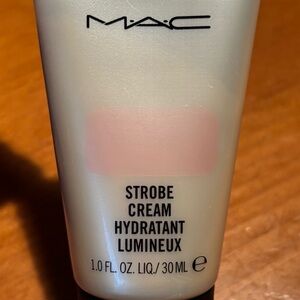 M·A·C
STROBE
CREAM
HYDRATANT
LUMINEUX
1.0 FL. OZ. LIQ./30 ML ℮